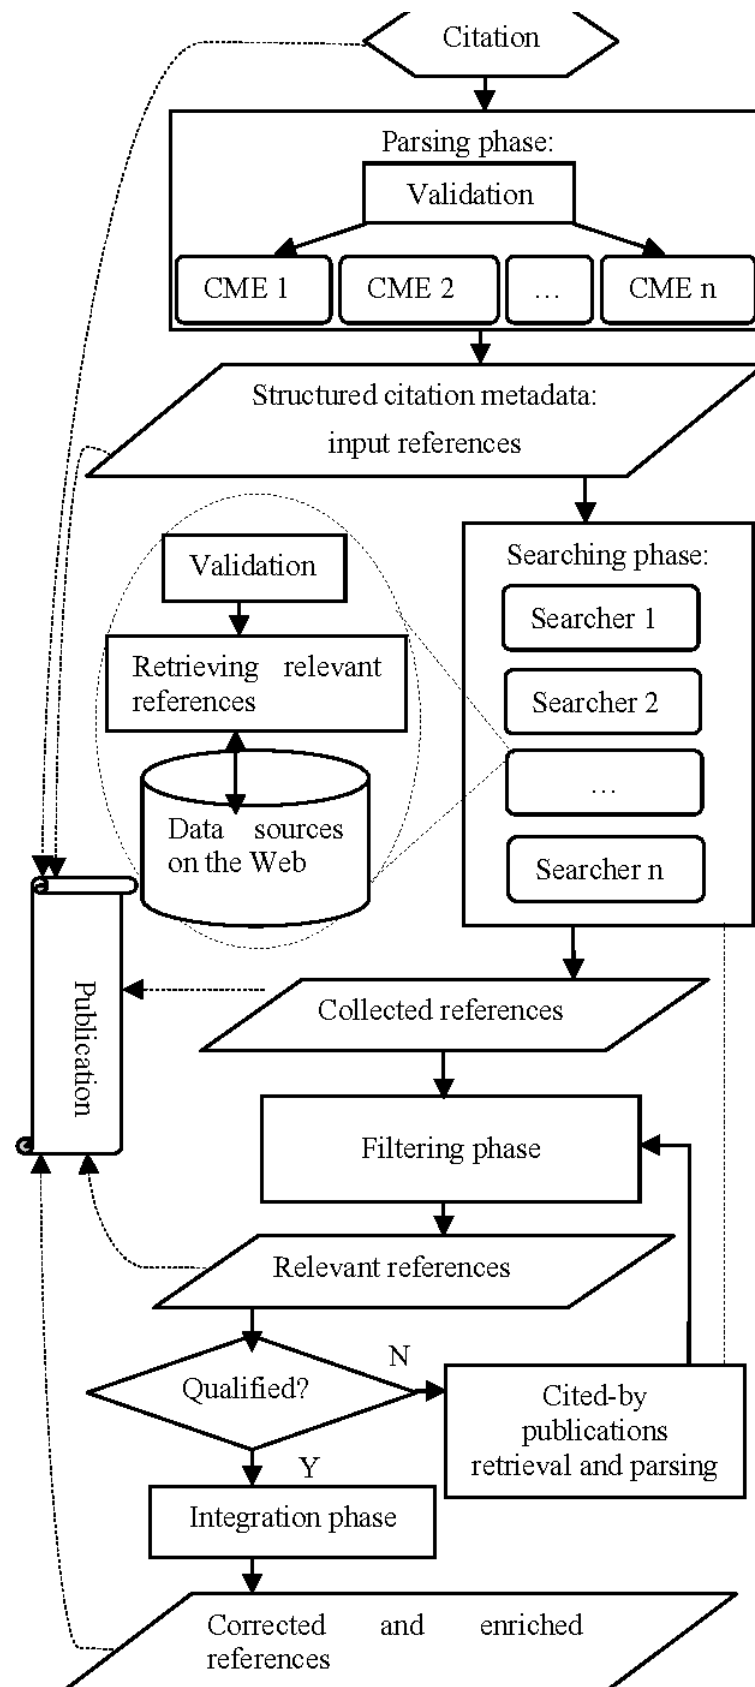 Citation
Parsing phase:
Validation
CME 1
CME 2
…
CME n
Structured citation metadata:
input references
Validation
Retrieving relevant
references
Data sources
on the Web
Searching phase:
Searcher 1
Searcher 2
…
Searcher n
Publication
Collected references
Filtering phase
Relevant references
Qualified?
N
Y
Cited-by
publications
retrieval and parsing
Integration phase
Corrected and enriched
references